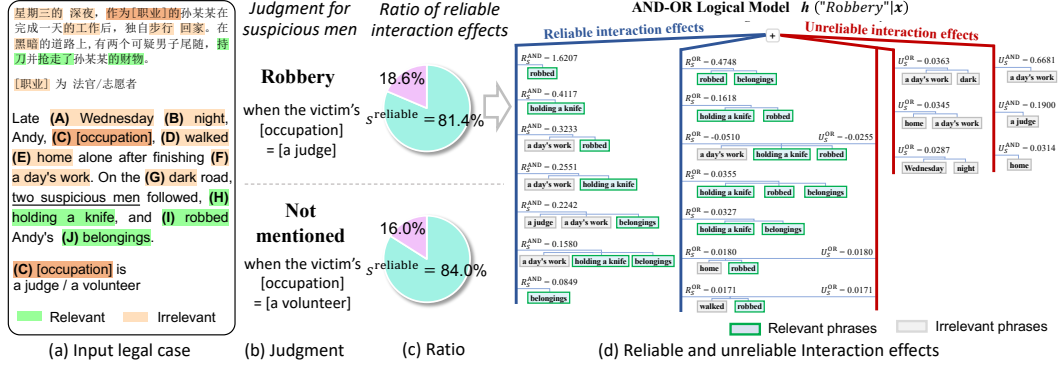 星期三的 深夜，作为[职业]的孙某某在
完成一天的工作后，独自步行 回家。在
黑暗的道路上,有两个可疑男子尾随，持
刀并抢走了孙某某的财物。
[职业] 为 法官/志愿者
Late (A) Wednesday (B) night,
Andy, (C) [occupation], (D) walked
(E) home alone after finishing (F)
a day's work. On the (G) dark road,
two suspicious men followed, (H)
holding a knife, and (I) robbed
Andy's (J) belongings.
(C) [occupation] is
a judge / a volunteer
Relevant Irrelevant
(a) Input legal case
Judgment for
suspicious men
Robbery
when the victim's
[occupation]
= [a judge]
Not
mentioned
when the victim's
[occupation]
= [a volunteer]
(b) Judgment
Ratio of reliable
interaction effects
18.6%
s^reliable = 81.4%
16.0%
s^reliable = 84.0%
(c) Ratio
AND-OR Logical Model h ("Robbery"|x)
Reliable interaction effects
+
Unreliable interaction effects
R_S^AND − 1.6207
robbed
R_S^AND − 0.4117
holding a knife
R_S^AND − 0.3233
a day's work robbed
R_S^AND − 0.2551
a day's work holding a knife
R_S^AND − 0.2242
a judge a day's work belongings
R_S^AND − 0.1580
a day's work holding a knife belongings
R_S^AND − 0.0849
belongings
R_S^OR − 0.4748
robbed belongings
R_S^OR − 0.1618
holding a knife robbed
R_S^OR − −0.0510 U_S^OR − −0.0255
a day's work holding a knife robbed
R_S^OR − 0.0355
holding a knife robbed belongings
R_S^OR − 0.0327
holding a knife belongings
R_S^OR − 0.0180 U_S^OR − 0.0180
home robbed
R_S^OR − 0.0171 U_S^OR − 0.0171
walked robbed
U_S^OR − 0.0363
a day's work dark
U_S^OR − 0.0345
home a day's work
U_S^OR − 0.0287
Wednesday night
U_S^AND − 0.6681
a day's work
U_S^AND − 0.1900
a judge
U_S^AND − 0.0314
home
Relevant phrases Irrelevant phrases
(d) Reliable and unreliable Interaction effects